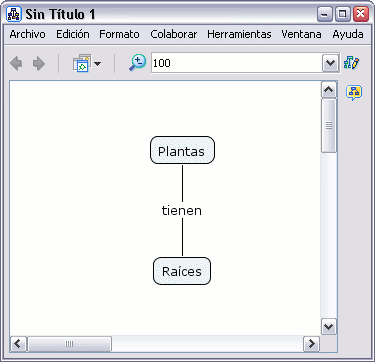 Sin Título 1
Archivo Edición Formato Colaborar Herramientas Ventana Ayuda
100
Plantas
tienen
Raíces